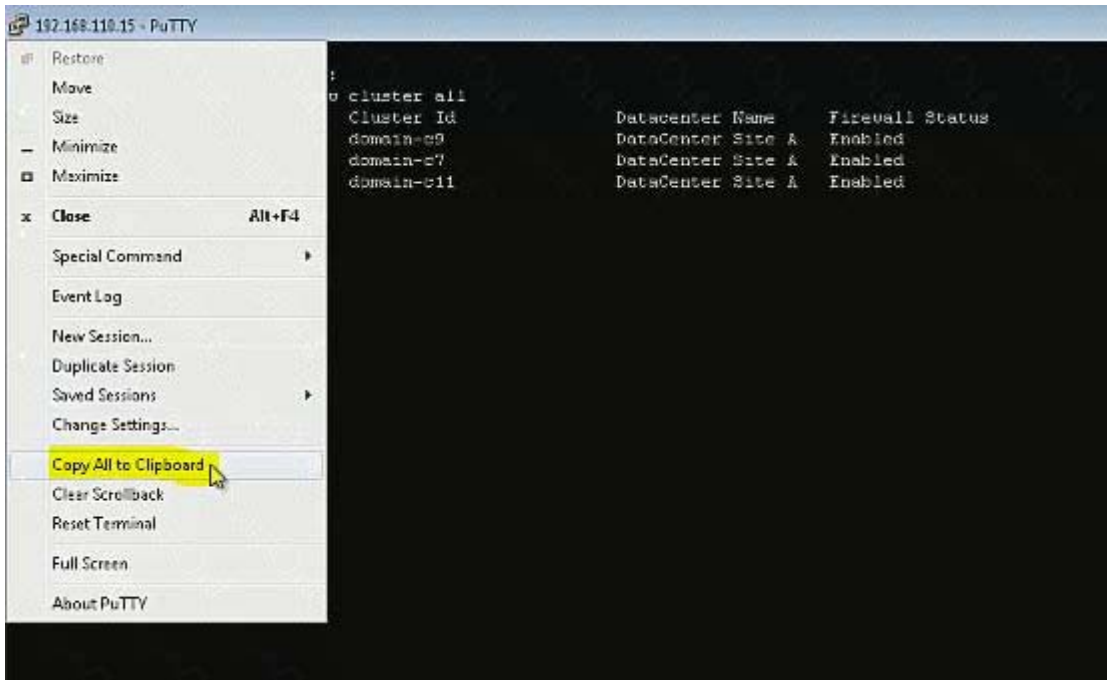 192.168.110.15 - PuTTY
Restore
Move
Size
Minimize
Maximize
Close Alt+F4
Special Command
Event Log
New Session...
Duplicate Session
Saved Sessions
Change Settings...
Copy All to Clipboard
Clear Scrollback
Reset Terminal
Full Screen
About PuTTY
:
cluster all
Cluster Id Datacenter Name Firewall Status
domain-c9 DataCenter Site A Enabled
domain-c7 DataCenter Site A Enabled
domain-c11 DataCenter Site A Enabled